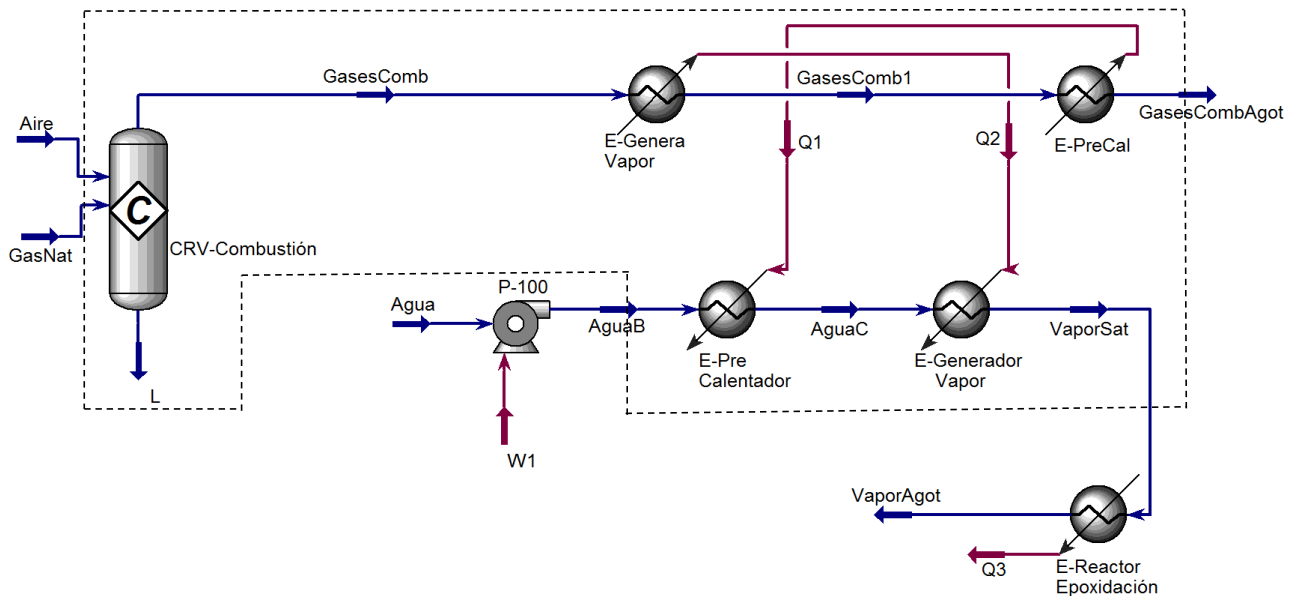 GasesComb
GasesComb1
GasesCombAgot
Aire
E-Genera
Vapor
Q1
Q2
E-PreCal
C
GasNat
CRV-Combustión
P-100
Agua
AguaB
AguaC
VaporSat
E-Pre
Calentador
E-Generador
Vapor
L
W1
VaporAgot
Q3
E-Reactor
Epoxidación